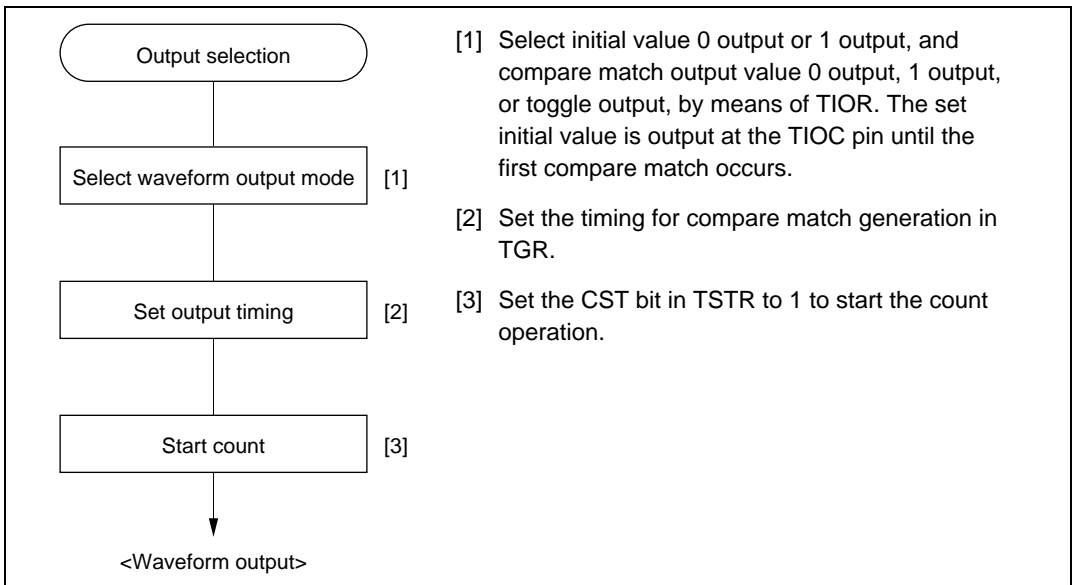 Output selection
Select waveform output mode [1]
Set output timing [2]
Start count [3]
<Waveform output>
[1] Select initial value 0 output or 1 output, and
compare match output value 0 output, 1 output,
or toggle output, by means of TIOR. The set
initial value is output at the TIOC pin until the
first compare match occurs.
[2] Set the timing for compare match generation in
TGR.
[3] Set the CST bit in TSTR to 1 to start the count
operation.